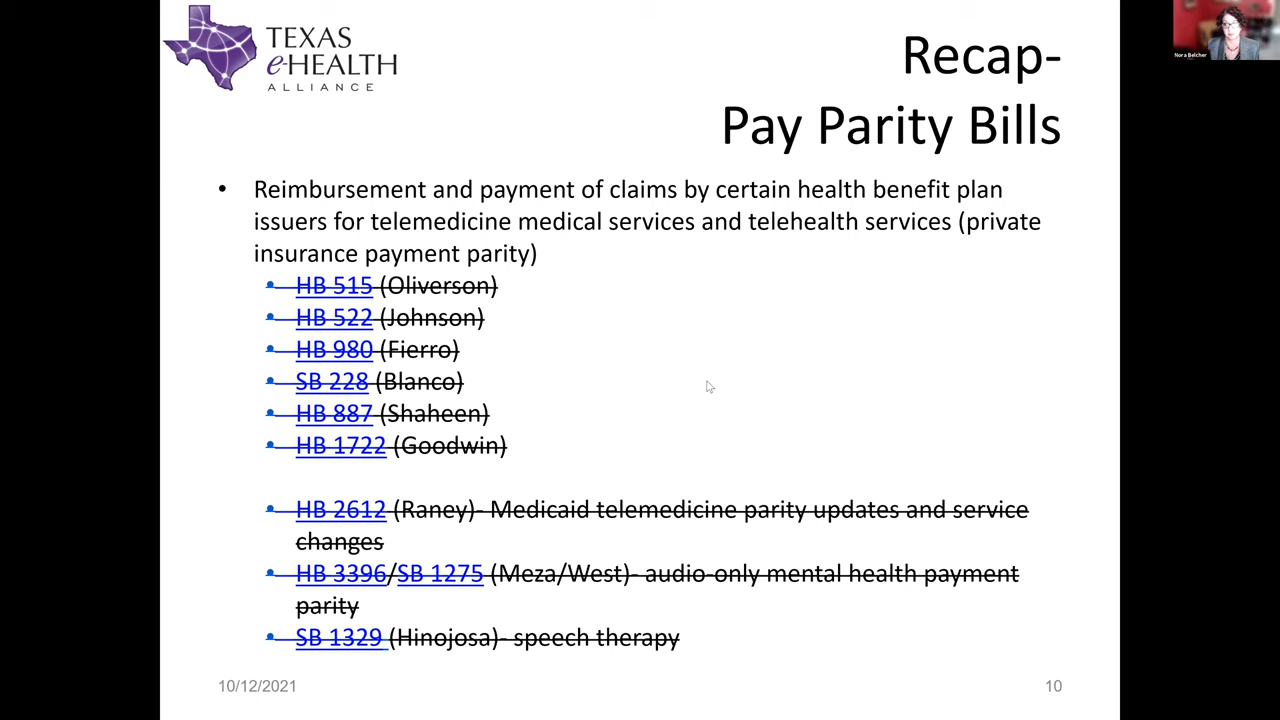 TEXAS
e-HEALTH
ALLIANCE
Recap-
Pay Parity Bills
Nora Belcher
• Reimbursement and payment of claims by certain health benefit plan
issuers for telemedicine medical services and telehealth services (private
insurance payment parity)
• HB 515 (Oliverson)
• HB 522 (Johnson)
• HB 980 (Fierro)
• SB 228 (Blanco)
• HB 887 (Shaheen)
• HB 1722 (Goodwin)
• HB 2612 (Raney)- Medicaid telemedicine parity updates and service
changes
• HB 3396/SB 1275 (Meza/West)- audio-only mental health payment
parity
• SB 1329 (Hinojosa)- speech therapy
10/12/2021
10